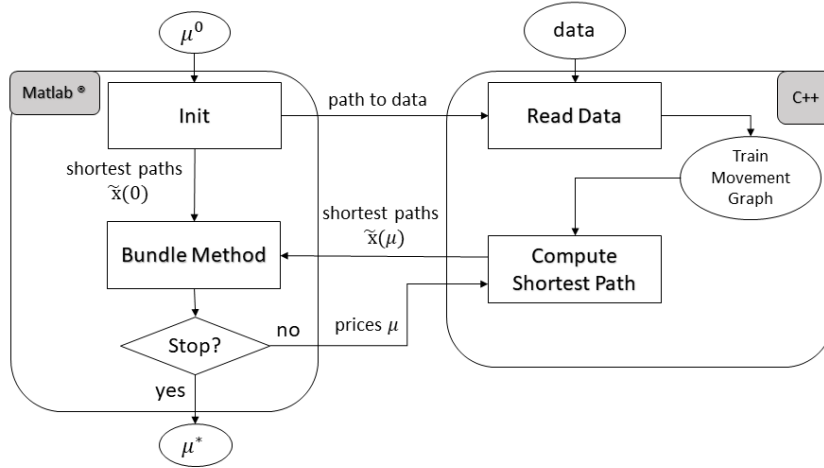 μ⁰
data
Matlab ®
C++
Init
path to data
Read Data
shortest paths
x̃(0)
Train
Movement
Graph
shortest paths
x̃(μ)
Bundle Method
Compute
Shortest Path
Stop?
no
prices μ
yes
μ*